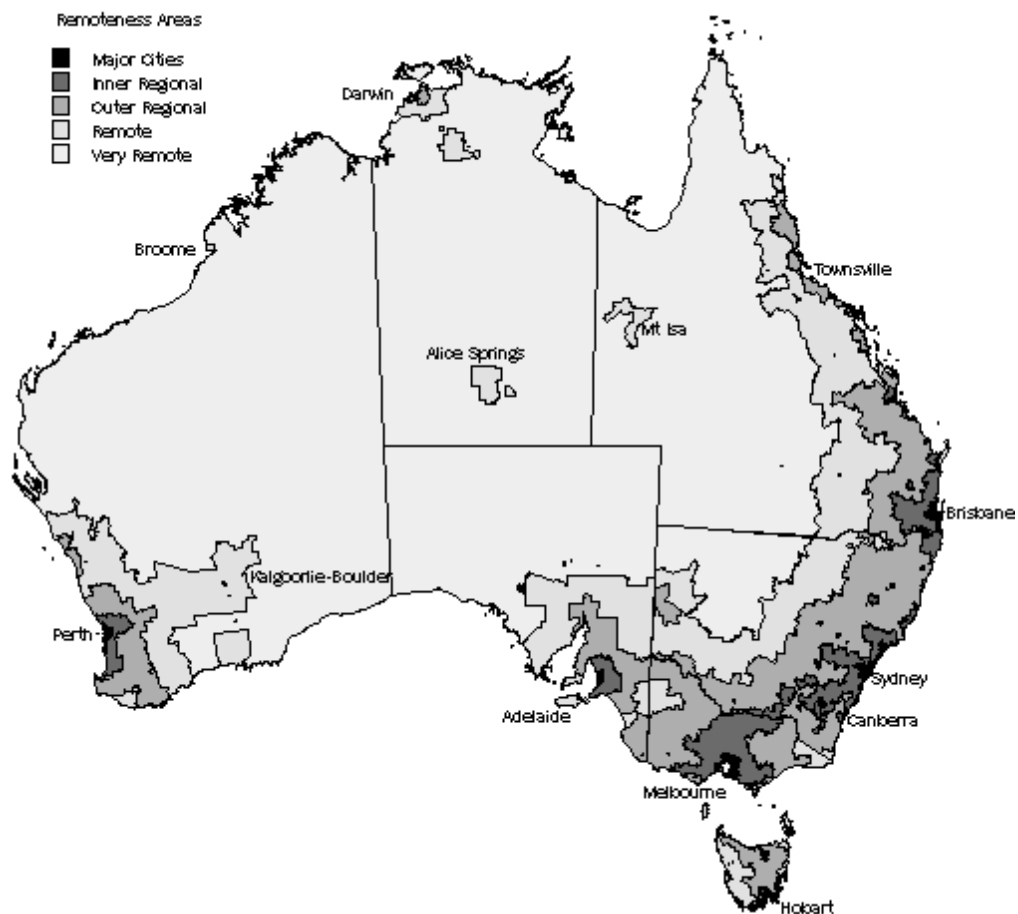 Remoteness Areas
Major Cities
Inner Regional
Outer Regional
Remote
Very Remote
Darwin
Broome
Townsville
Mt Isa
Alice Springs
Brisbane
Kalgoorlie-Boulder
Perth
Sydney
Adelaide
Canberra
Melbourne
Hobart